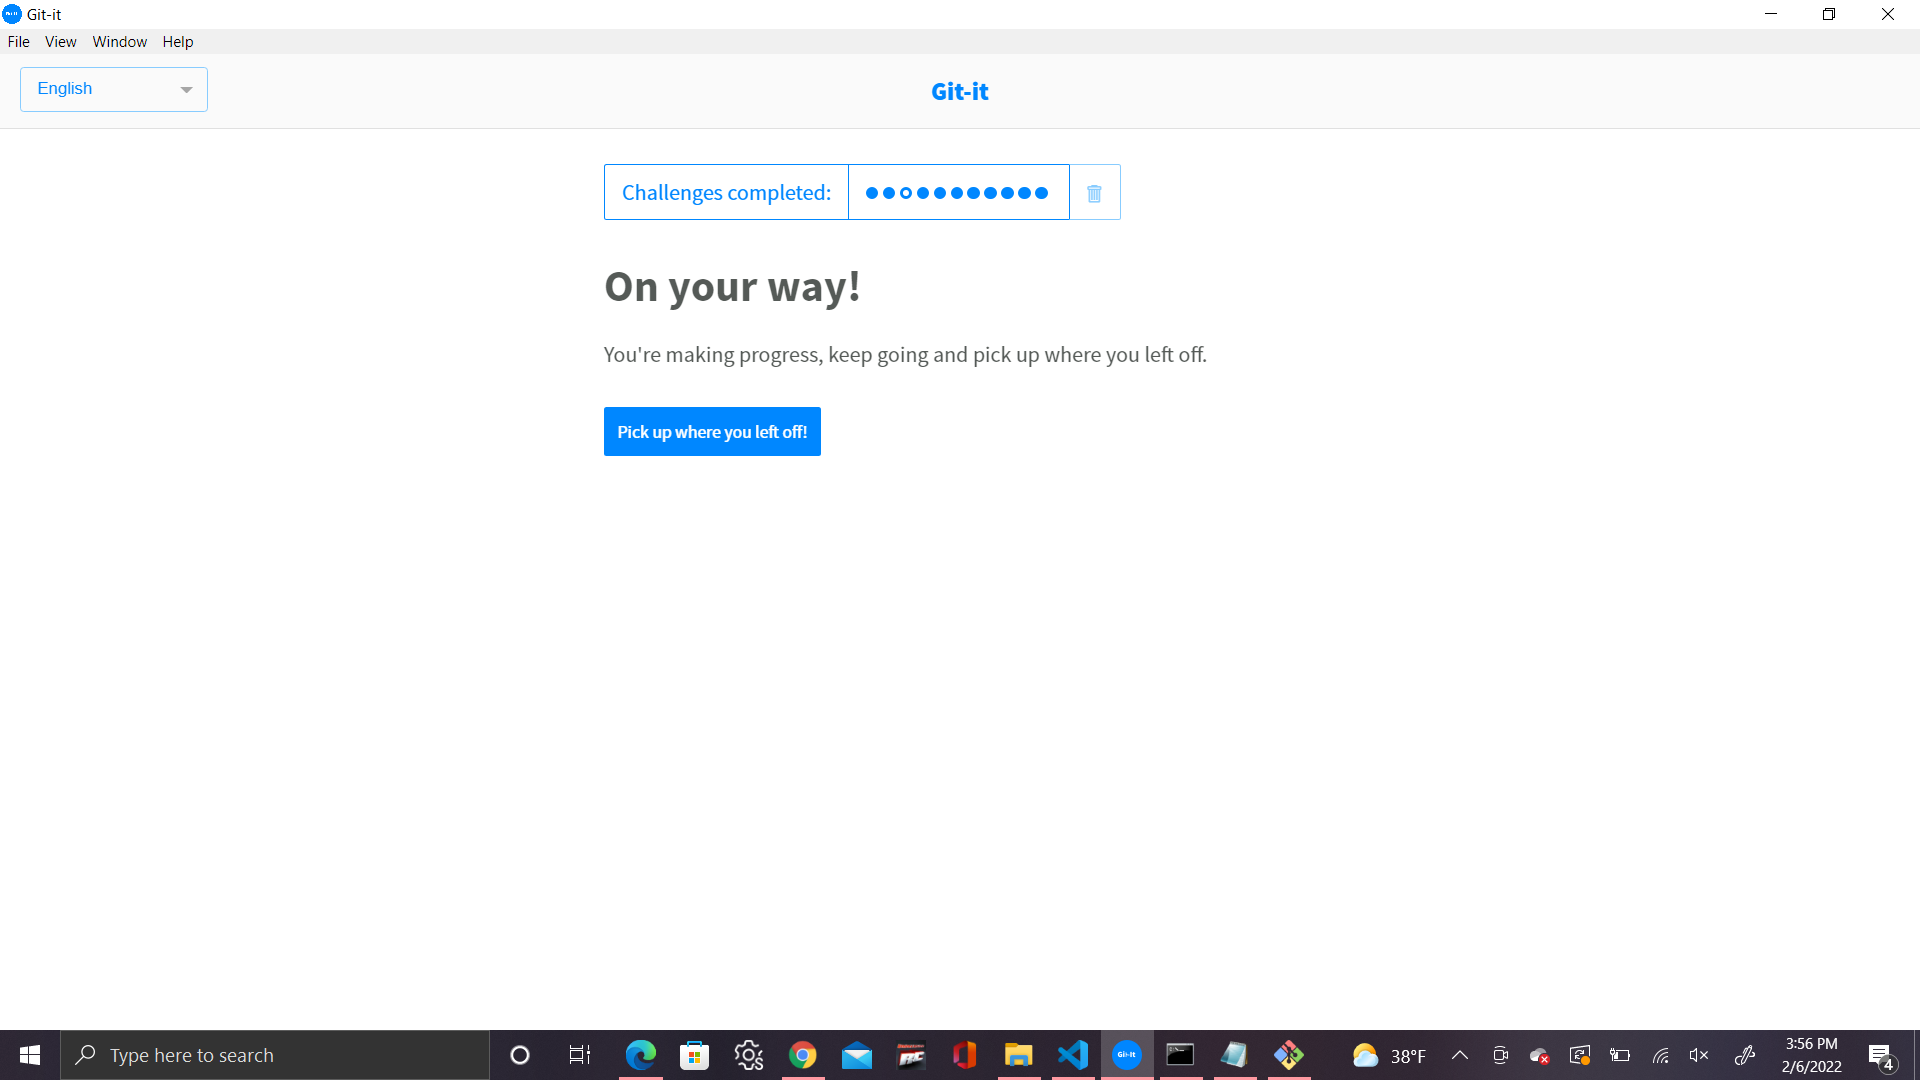 Git-it
File View Window Help
English
Git-it
Challenges completed:
On your way!
You're making progress, keep going and pick up where you left off.
Pick up where you left off!
Type here to search
Git-It
38°F
3:56 PM
2/6/2022
4